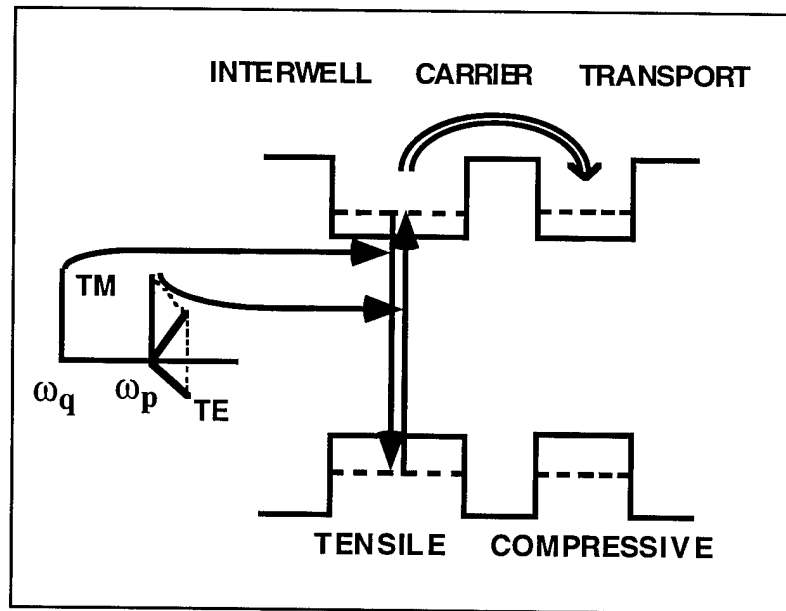 INTERWELL CARRIER TRANSPORT
TM
ωq ωp
TE
TENSILE COMPRESSIVE